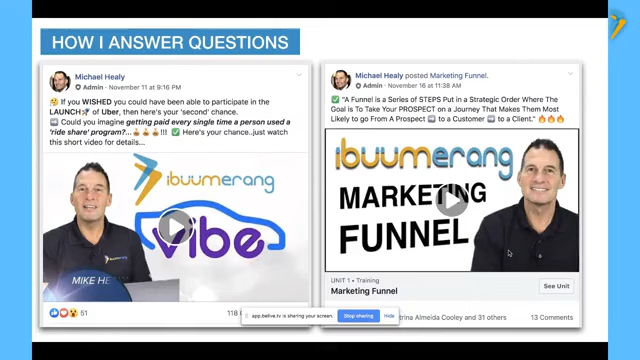 HOW I ANSWER QUESTIONS
Michael Healy
Admin · November 11 at 9:16 PM
If you WISHED you could have been able to participate in the
LAUNCH of Uber, then here's your 'second' chance.
Could you imagine getting paid every single time a person used a
'ride share' program?...!!! Here's your chance..just watch
this short video for details...
ibuumerang
vibe
MIKE HE
51
118
Michael Healy posted Marketing Funnel.
Admin · November 16 at 11:38 AM
"A Funnel is a Series of STEPS Put in a Strategic Order Where The
Goal is To Take Your PROSPECT on a Journey That Makes Them Most
Likely to go From A Prospect to a Customer to a Client."
ibuumerang
MARKETING
FUNNEL
UNIT 1 • Training
Marketing Funnel
See Unit
trina Almeida Cooley and 31 others
13 Comments
app.belive.tv is sharing your screen.
Stop sharing
Hide